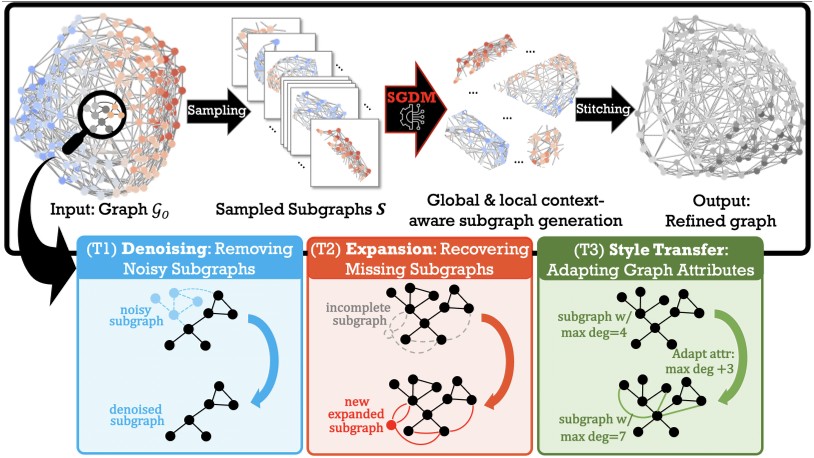 Sampling
SGDM
Stitching
Input: Graph 𝒢₀
Sampled Subgraphs S
Global & local context-
aware subgraph generation
Output:
Refined graph
(T1) Denoising: Removing
Noisy Subgraphs
noisy
subgraph
denoised
subgraph
(T2) Expansion: Recovering
Missing Subgraphs
incomplete
subgraph
new
expanded
subgraph
(T3) Style Transfer:
Adapting Graph Attributes
subgraph w/
max deg=4
Adapt attr:
max deg +3
subgraph w/
max deg=7